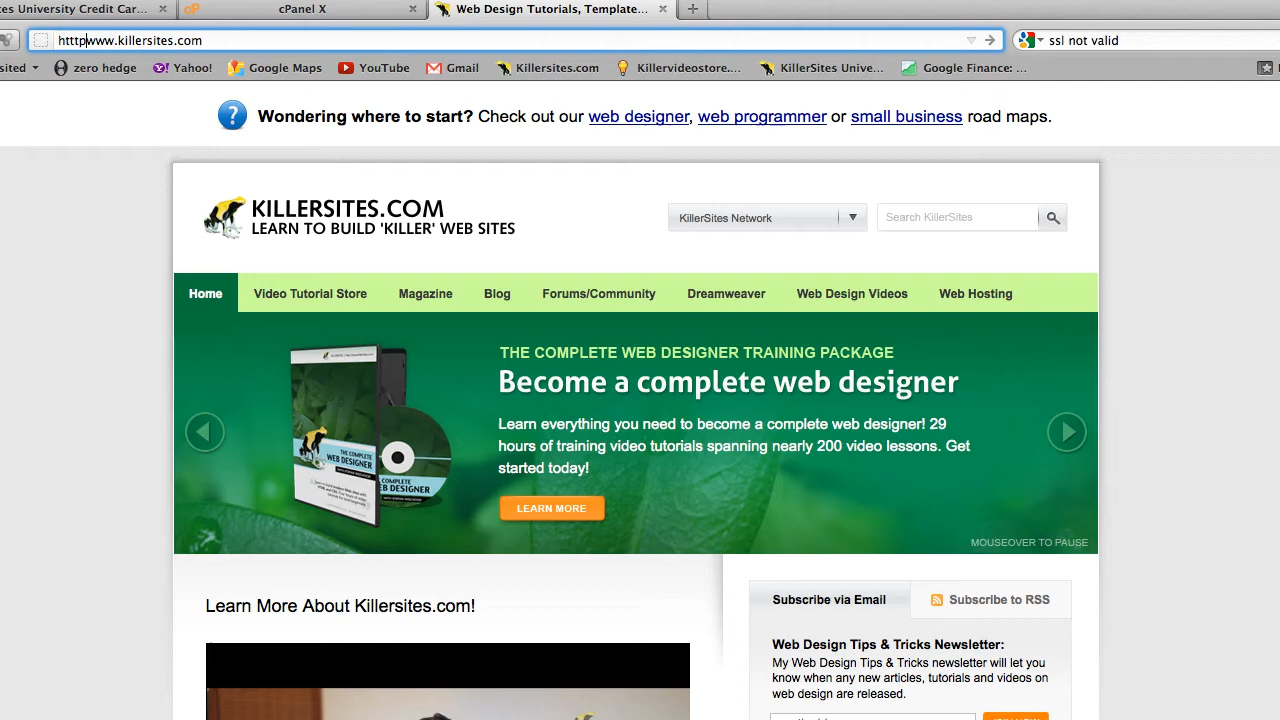 tes University Credit Car...
cPanel X
Web Design Tutorials, Template...
htttpwww.killersites.com
ssl not valid
sited
zero hedge
Yahoo!
Google Maps
YouTube
Gmail
Killersites.com
Killervideostore....
KillerSites Unive...
Google Finance: ...
Wondering where to start? Check out our web designer, web programmer or small business road maps.
KILLERSITES.COM
LEARN TO BUILD 'KILLER' WEB SITES
KillerSites Network
Search KillerSites
Home
Video Tutorial Store
Magazine
Blog
Forums/Community
Dreamweaver
Web Design Videos
Web Hosting
THE COMPLETE WEB DESIGNER TRAINING PACKAGE
Become a complete web designer
Learn everything you need to become a complete web designer! 29
hours of training video tutorials spanning nearly 200 video lessons. Get
started today!
LEARN MORE
THE COMPLETE
WEB DESIGNER
MOUSEOVER TO PAUSE
Learn More About Killersites.com!
Subscribe via Email
Subscribe to RSS
Web Design Tips & Tricks Newsletter:
My Web Design Tips & Tricks newsletter will let you
know when any new articles, tutorials and videos on
web design are released.